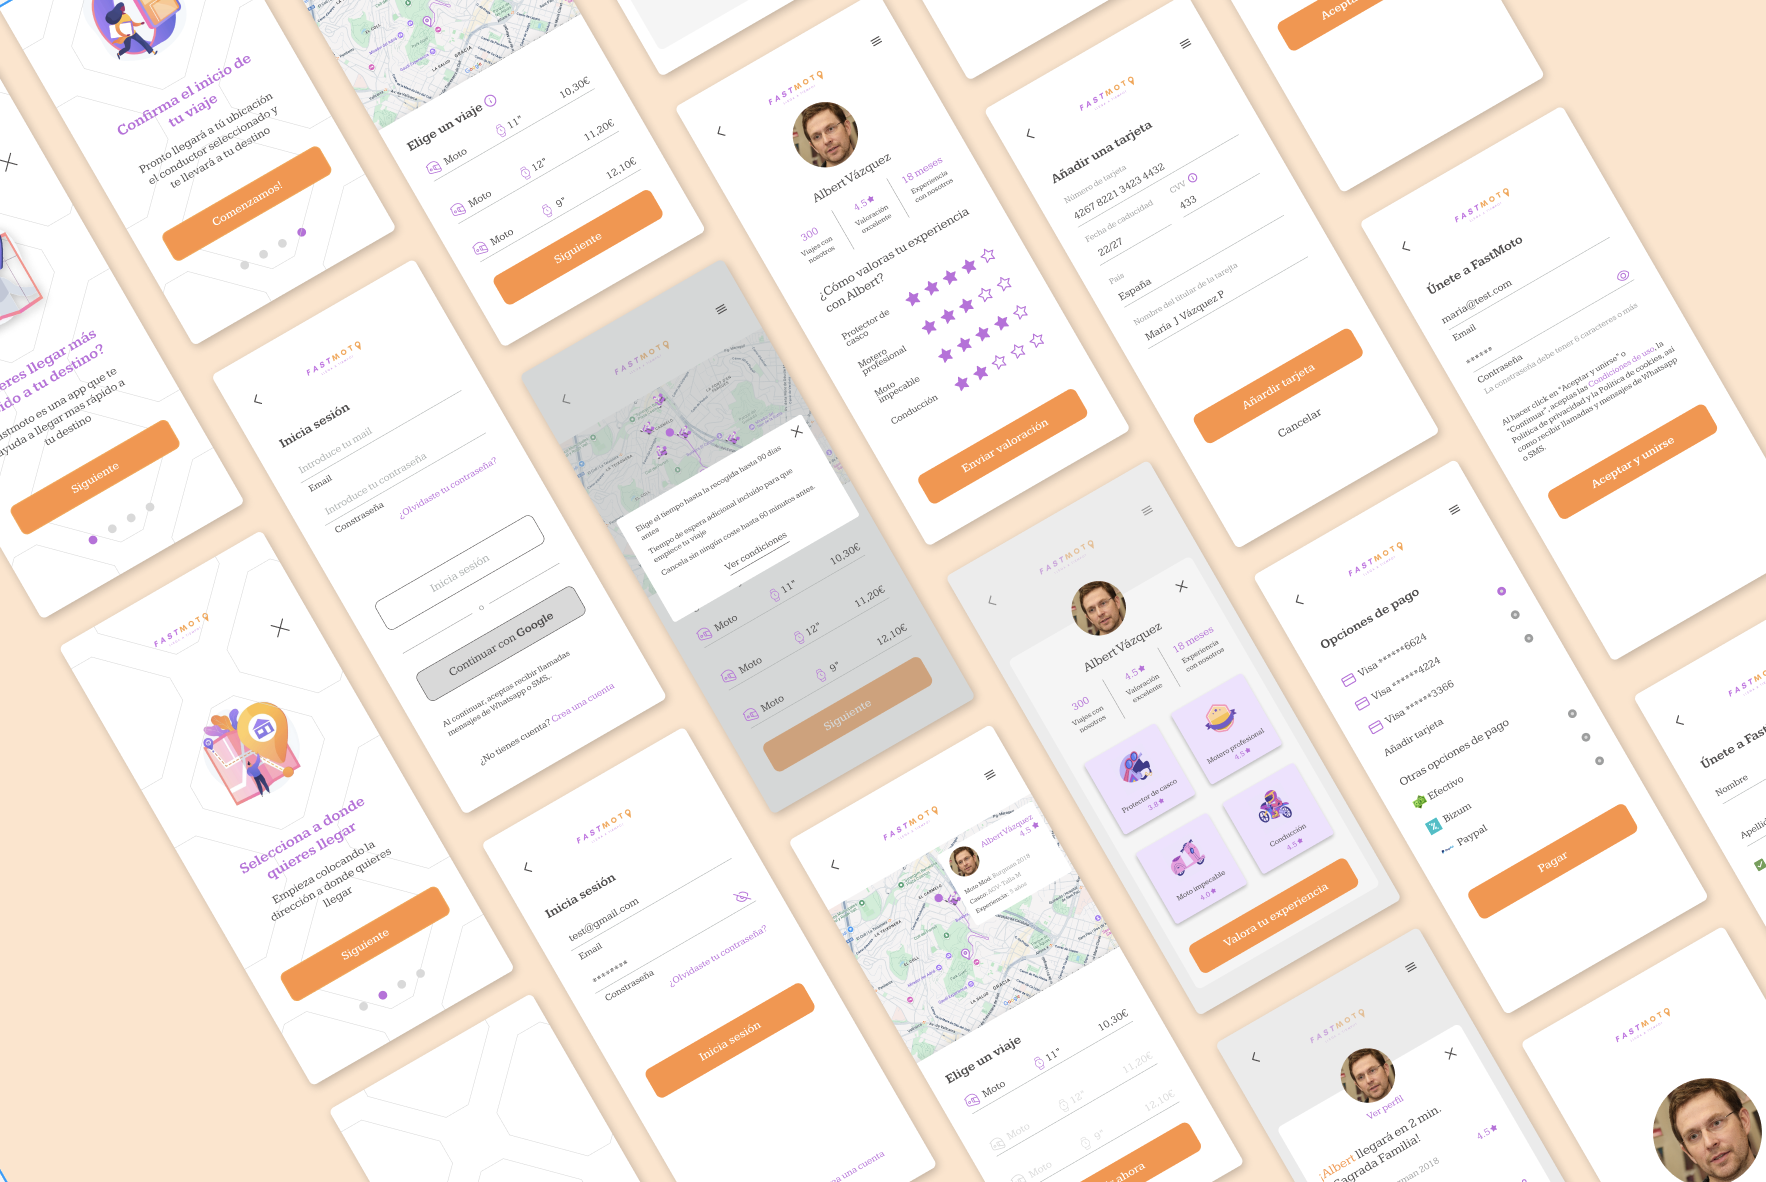 Confirma el inicio de
tu viaje
Pronto llegará a tú ubicación
el conductor seleccionado y
te llevará a tu destino
Comenzamos!
Elige un viaje
Moto 11" 10,30€
Moto 12" 11,20€
Moto 9" 12,10€
Siguiente
FASTMOTO
Albert Vázquez
300
Viajes con
nosotros
4.5
Valoración
excelente
18 meses
Experiencia
con nosotros
¿Cómo valoras tu experiencia
con Albert?
Protector de
casco
Motero
profesional
Moto
impecable
Conducción
Enviar valoración
FASTMOTO
Añadir una tarjeta
Número de tarjeta
4267 8221 3423 4432
Fecha de caducidad
22/27
CVV
433
País
España
Nombre del titular de la tarejta
María J Vázquez P
Añardir tarjeta
Cancelar
FASTMOTO
Únete a FastMoto
maria@test.com
Email
******
Contraseña
La constraseña debe tener 6 caracteres o más
Al hacer click en "Aceptar y unirse" o
"Continuar", aceptas las Condiciones de uso, la
Política de privacidad y la Política de cookies, así
como recibir llamadas y mensajes de Whatsapp
o SMS.
Aceptar y unirse
eres llegar más
ido a tu destino?
astmoto es una app que te
ayuda a llegar mas rápido a
tu destino
Siguiente
FASTMOTO
Inicia sesión
Introduce tu mail
Email
Introduce tu contraseña
Constraseña
¿Olvidaste tu contraseña?
Inicia sesión
o
Continuar con Google
Al continuar, aceptas recibir llamadas
mensajes de Whatsapp o SMS,.
¿No tienes cuenta? Crea una cuenta
FASTMOTO
Elige el tiempo hasta la recogida hasta 90 días
antes
Tiempo de espera adicional incluido para que
empiece tu viaje
Cancela sin ningún coste hasta 60 minutos antes.
Ver condiciones
Moto 11" 10,30€
Moto 12" 11,20€
Moto 9" 12,10€
Siguiente
FASTMOTO
Albert Vázquez
300
Viajes con
nosotros
4.5
Valoración
excelente
18 meses
Experiencia
con nosotros
Protector de casco
3.8
Motero profesional
4.5
Moto impecable
4.0
Conducción
4.5
Valora tu experiencia
FASTMOTO
Opciones de pago
Visa ******6624
Visa ******4224
Visa ******3366
Añadir tarjeta
Otras opciones de pago
Efectivo
Bizum
Paypal
Pagar
Únete a Fast
Nombre
Apellid
FASTMOTO
Selecciona a donde
quieres llegar
Empieza colocando la
dirección a donde quieres
llegar
Siguiente
FASTMOTO
Inicia sesión
test@gmail.com
Email
********
Constraseña
¿Olvidaste tu contraseña?
Inicia sesión
na una cuenta
FASTMOTO
Albert Vázquez
4.5
Moto Mod. Burgman 2018
Casco: AGV-Talla M
Experiencia: 3 años
Elige un viaje
Moto 11" 10,30€
Moto 12" 11,20€
Moto 9" 12,10€
ahora
FASTMOTO
Ver perfil
¡Albert llegará en 2 min.
Sagrada Familia!
4.5
rman 2018
FASTMOTO